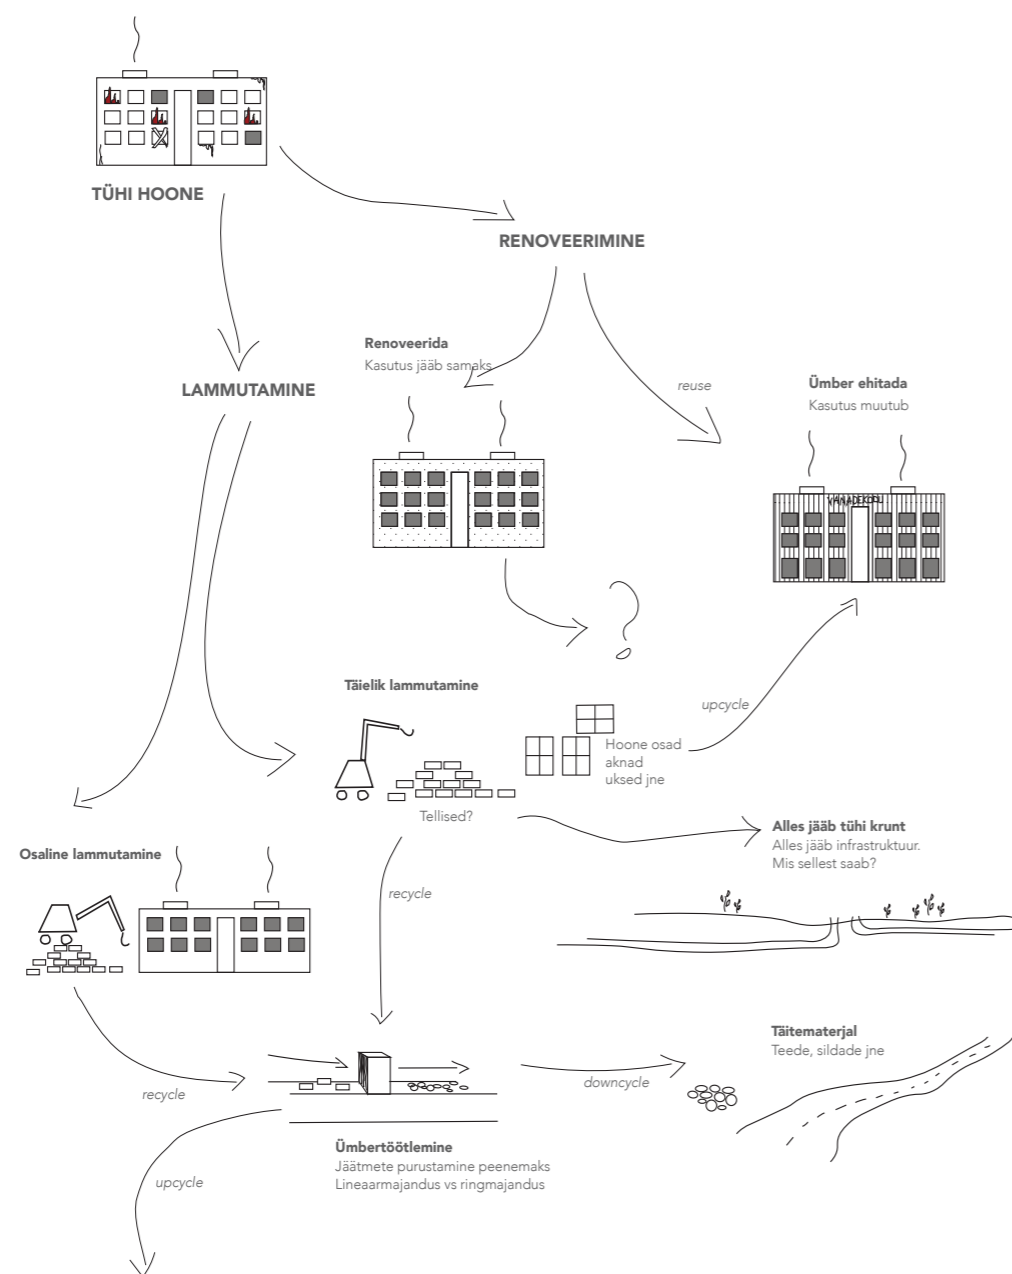 TÜHI HOONE
RENOVEERIMINE
Renoveerida
Kasutus jääb samaks
LAMMUTAMINE
reuse
Ümber ehitada
Kasutus muutub
Täielik lammutamine
upcycle
Hoone osad
aknad
uksed jne
Tellised?
Alles jääb tühi krunt
Alles jääb infrastruktuur.
Mis sellest saab?
Osaline lammutamine
recycle
Täitematerjal
Teede, sildade jne
downcycle
recycle
Ümbertöötlemine
Jäätmete purustamine peenemaks
Lineaarmajandus vs ringmajandus
upcycle